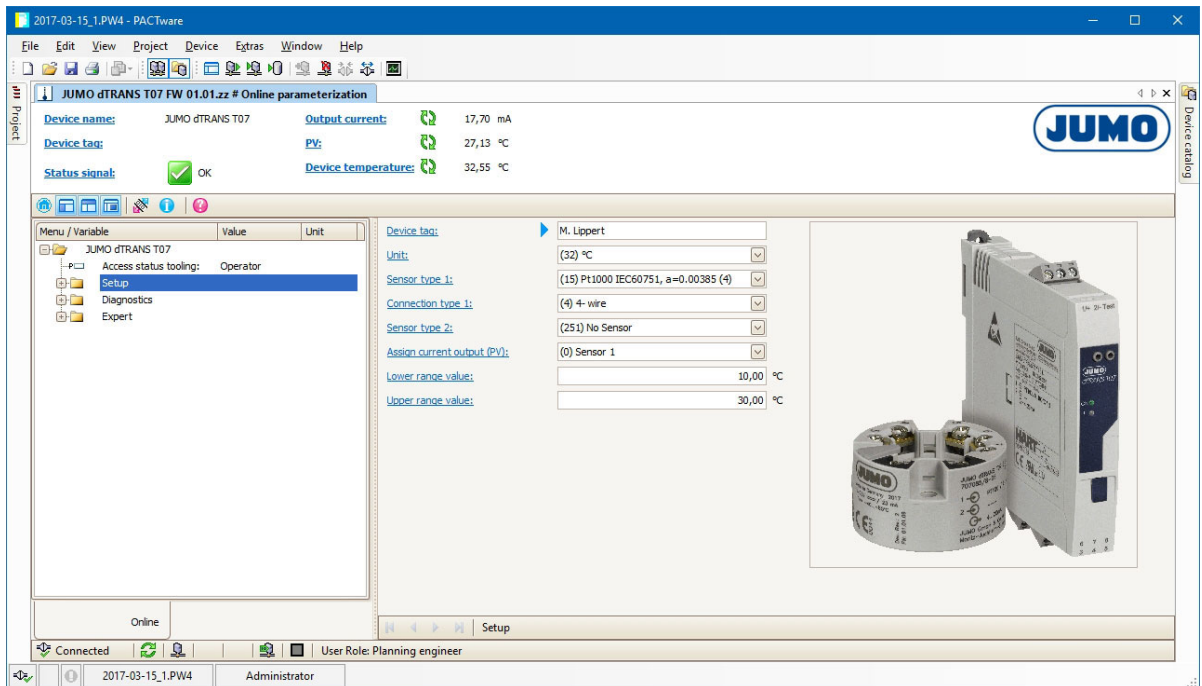 2017-03-15_1.PW4 - PACTware
File Edit View Project Device Extras Window Help
Project
JUMO dTRANS T07 FW 01.01.zz # Online parameterization
Device catalog
Device name: JUMO dTRANS T07 Output current: 17,70 mA
Device tag: PV: 27,13 °C
Status signal: OK Device temperature: 32,55 °C
JUMO
Menu / Variable Value Unit
JUMO dTRANS T07
Access status tooling: Operator
Setup
Diagnostics
Expert
Device tag: M. Lippert
Unit: (32) °C
Sensor type 1: (15) Pt1000 IEC60751, a=0.00385 (4)
Connection type 1: (4) 4- wire
Sensor type 2: (251) No Sensor
Assign current output (PV): (0) Sensor 1
Lower range value: 10,00 °C
Upper range value: 30,00 °C
JUMO
HART
JUMO
Online
Setup
Connected User Role: Planning engineer
2017-03-15_1.PW4 Administrator